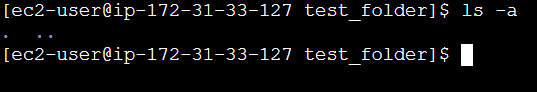 [ec2-user@ip-172-31-33-127 test_folder]$ ls -a
.  ..
[ec2-user@ip-172-31-33-127 test_folder]$